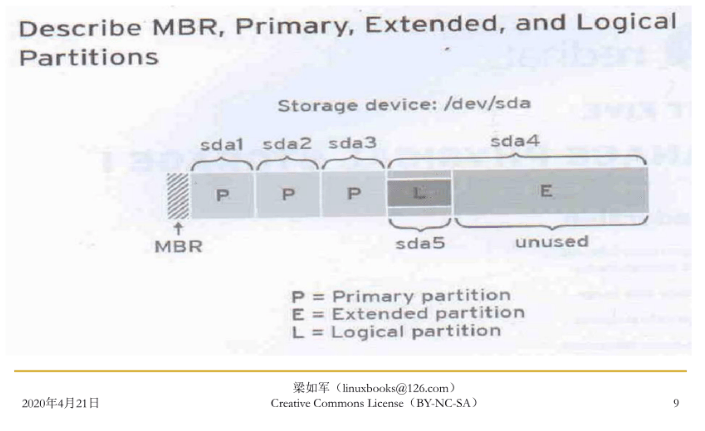 Describe MBR, Primary, Extended, and Logical
Partitions
Storage device: /dev/sda
sda1 sda2 sda3 sda4
P P P L E
MBR sda5 unused
P = Primary partition
E = Extended partition
L = Logical partition
2020年4月21日
梁如军（linuxbooks@126.com）
Creative Commons License（BY-NC-SA）
9